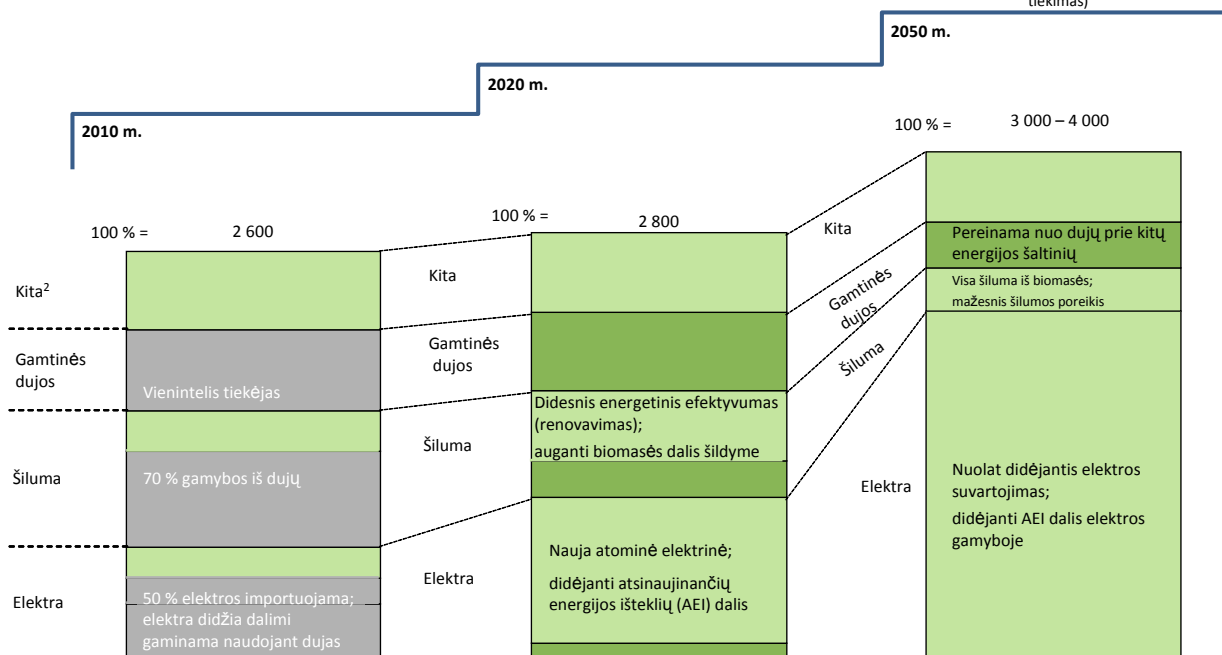 tiekimas)
2050 m.
2020 m.
2010 m.
100 % = 3 000 – 4 000
100 % = 2 800
100 % = 2 600
Kita²
Gamtinės
dujos
Šiluma
Elektra
Vienintelis tiekėjas
70 % gamybos iš dujų
50 % elektros importuojama;
elektra didžia dalimi
gaminama naudojant dujas
Kita
Gamtinės
dujos
Šiluma
Elektra
Didesnis energetinis efektyvumas
(renovavimas);
auganti biomasės dalis šildyme
Nauja atominė elektrinė;
didėjanti atsinaujinančių
energijos išteklių (AEI) dalis
Kita
Gamtinės
dujos
Šiluma
Elektra
Pereinama nuo dujų prie kitų
energijos šaltinių
Visa šiluma iš biomasės;
mažesnis šilumos poreikis
Nuolat didėjantis elektros
suvartojimas;
didėjanti AEI dalis elektros
gamyboje